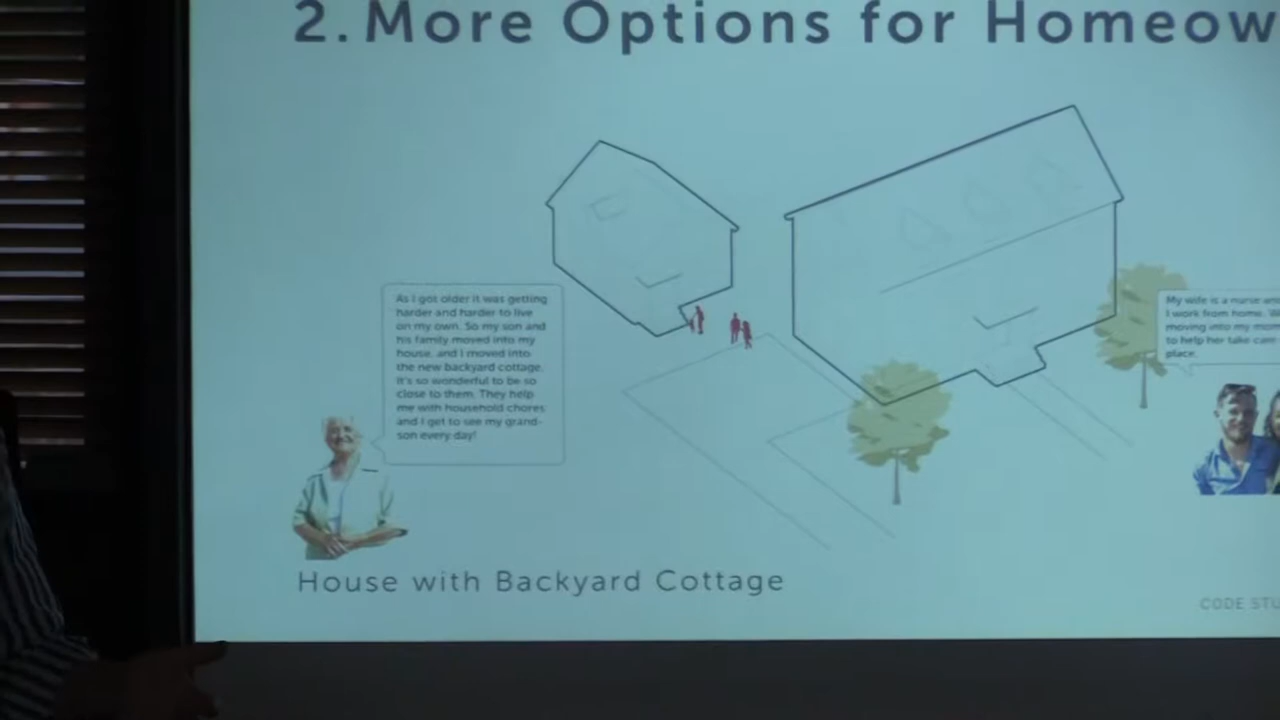 2. More Options for Homeow
As I got older it was getting
harder and harder to live
on my own. So my son and
his family moved into my
house, and I moved into
the new backyard cottage.
It's so wonderful to be so
close to them. They help
me with household chores
and I get to see my grand-
son every day!
My wife is a nurse and
I work from home. W
moving into my mom
to help her take care
place.
House with Backyard Cottage
CODE STU